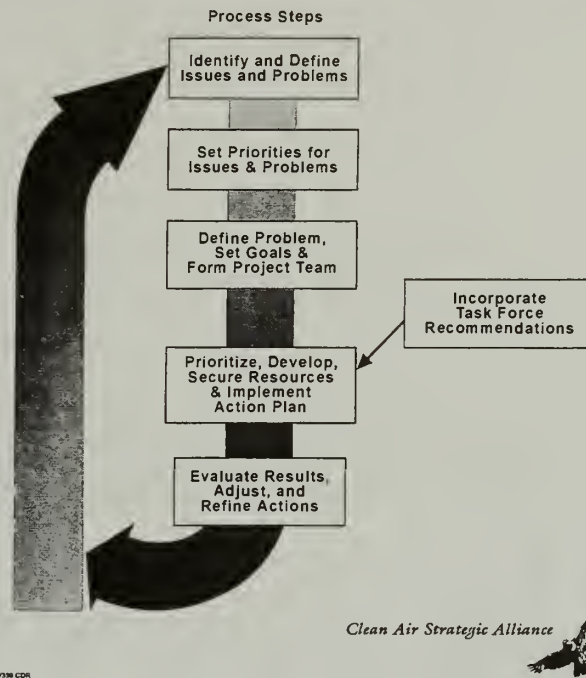 Process Steps
Identify and Define
Issues and Problems
Set Priorities for
Issues & Problems
Define Problem,
Set Goals &
Form Project Team
Incorporate
Task Force
Recommendations
Prioritize, Develop,
Secure Resources
& Implement
Action Plan
Evaluate Results,
Adjust, and
Refine Actions
Clean Air Strategic Alliance